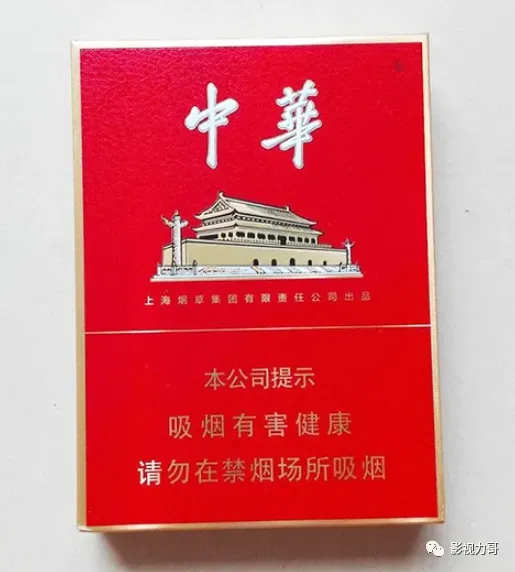 中華
上海烟草集团有限责任公司出品
本公司提示
吸烟有害健康
请勿在禁烟场所吸烟
影视力哥